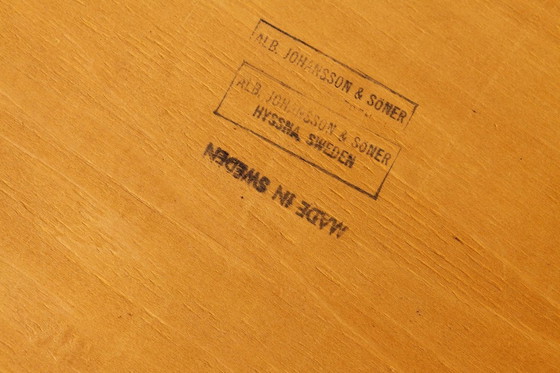 ALB. JOHANSSON & SÖNER
ALB. JOHANSSON & SÖNER
HYSSNA SWEDEN
MADE IN SWEDEN